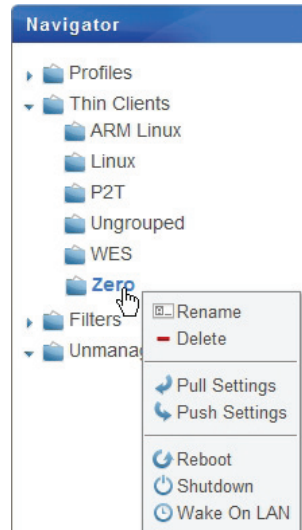 Navigator
Profiles
Thin Clients
ARM Linux
Linux
P2T
Ungrouped
WES
Zero
Rename
Filters
Delete
Unmana
Pull Settings
Push Settings
Reboot
Shutdown
Wake On LAN